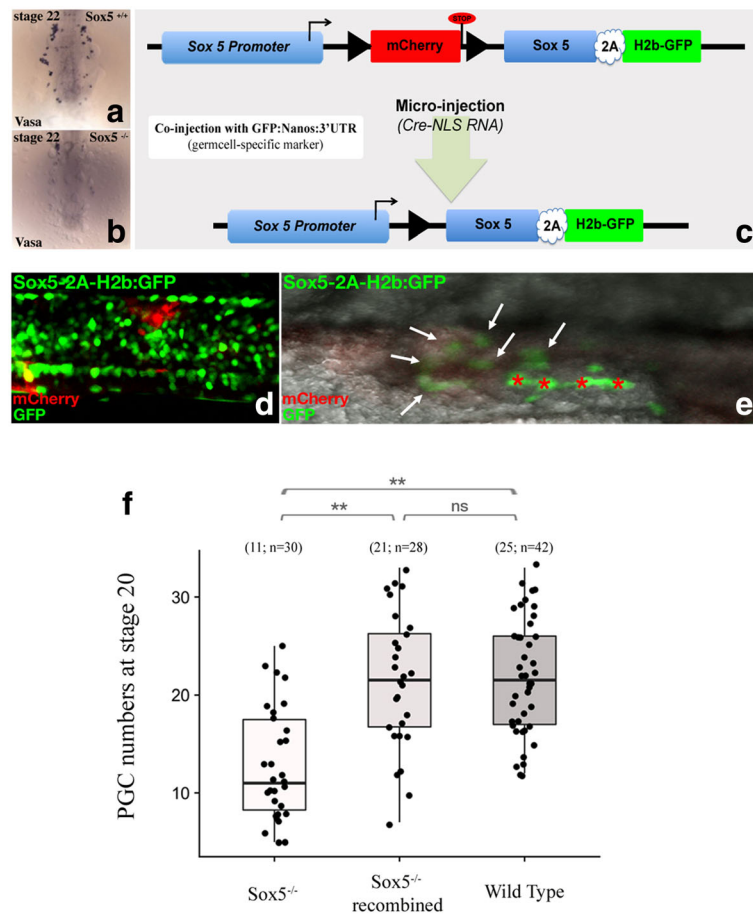 stage 22 Sox5 +/+
a
Vasa
stage 22 Sox5 -/-
b
Vasa
STOP
Sox 5 Promoter mCherry Sox 5 2A H2b-GFP
Micro-injection
(Cre-NLS RNA)
Co-injection with GFP:Nanos:3'UTR
(germcell-specific marker)
Sox 5 Promoter Sox 5 2A H2b-GFP
c
Sox5-2A-H2b:GFP
mCherry
GFP
d
Sox5-2A-H2b:GFP
* * * *
mCherry
GFP
e
f
**
** ns
(11; n=30) (21; n=28) (25; n=42)
PGC numbers at stage 20
30
20
10
Sox5-/-
Sox5-/-
recombined
Wild Type